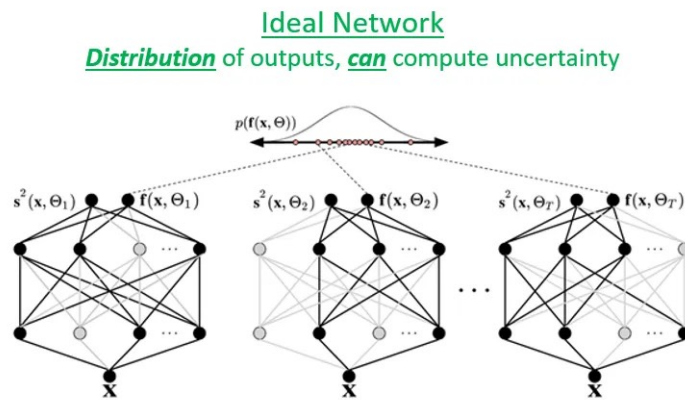 Ideal Network
Distribution of outputs, can compute uncertainty
p(f(x, Θ))
s²(x, Θ₁) f(x, Θ₁) s²(x, Θ₂) f(x, Θ₂) s²(x, Θ_T) f(x, Θ_T)
... ... ...
...
... ... ...
x x x